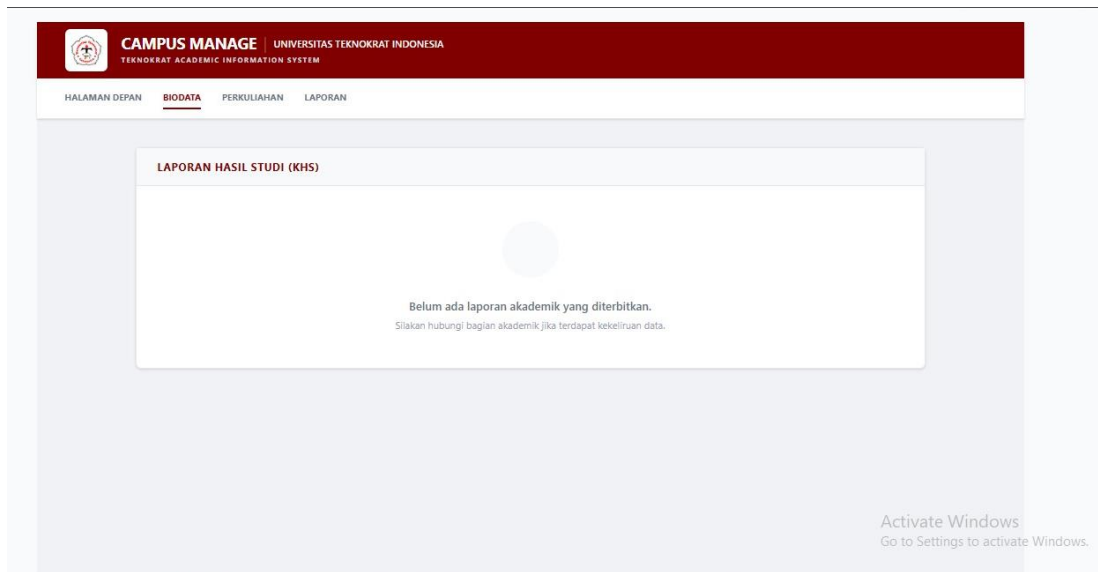 CAMPUS MANAGE | UNIVERSITAS TEKNOKRAT INDONESIA
TEKNOKRAT ACADEMIC INFORMATION SYSTEM
HALAMAN DEPAN BIODATA PERKULIAHAN LAPORAN
LAPORAN HASIL STUDI (KHS)
Belum ada laporan akademik yang diterbitkan.
Silakan hubungi bagian akademik jika terdapat kekeliruan data.
Activate Windows
Go to Settings to activate Windows.